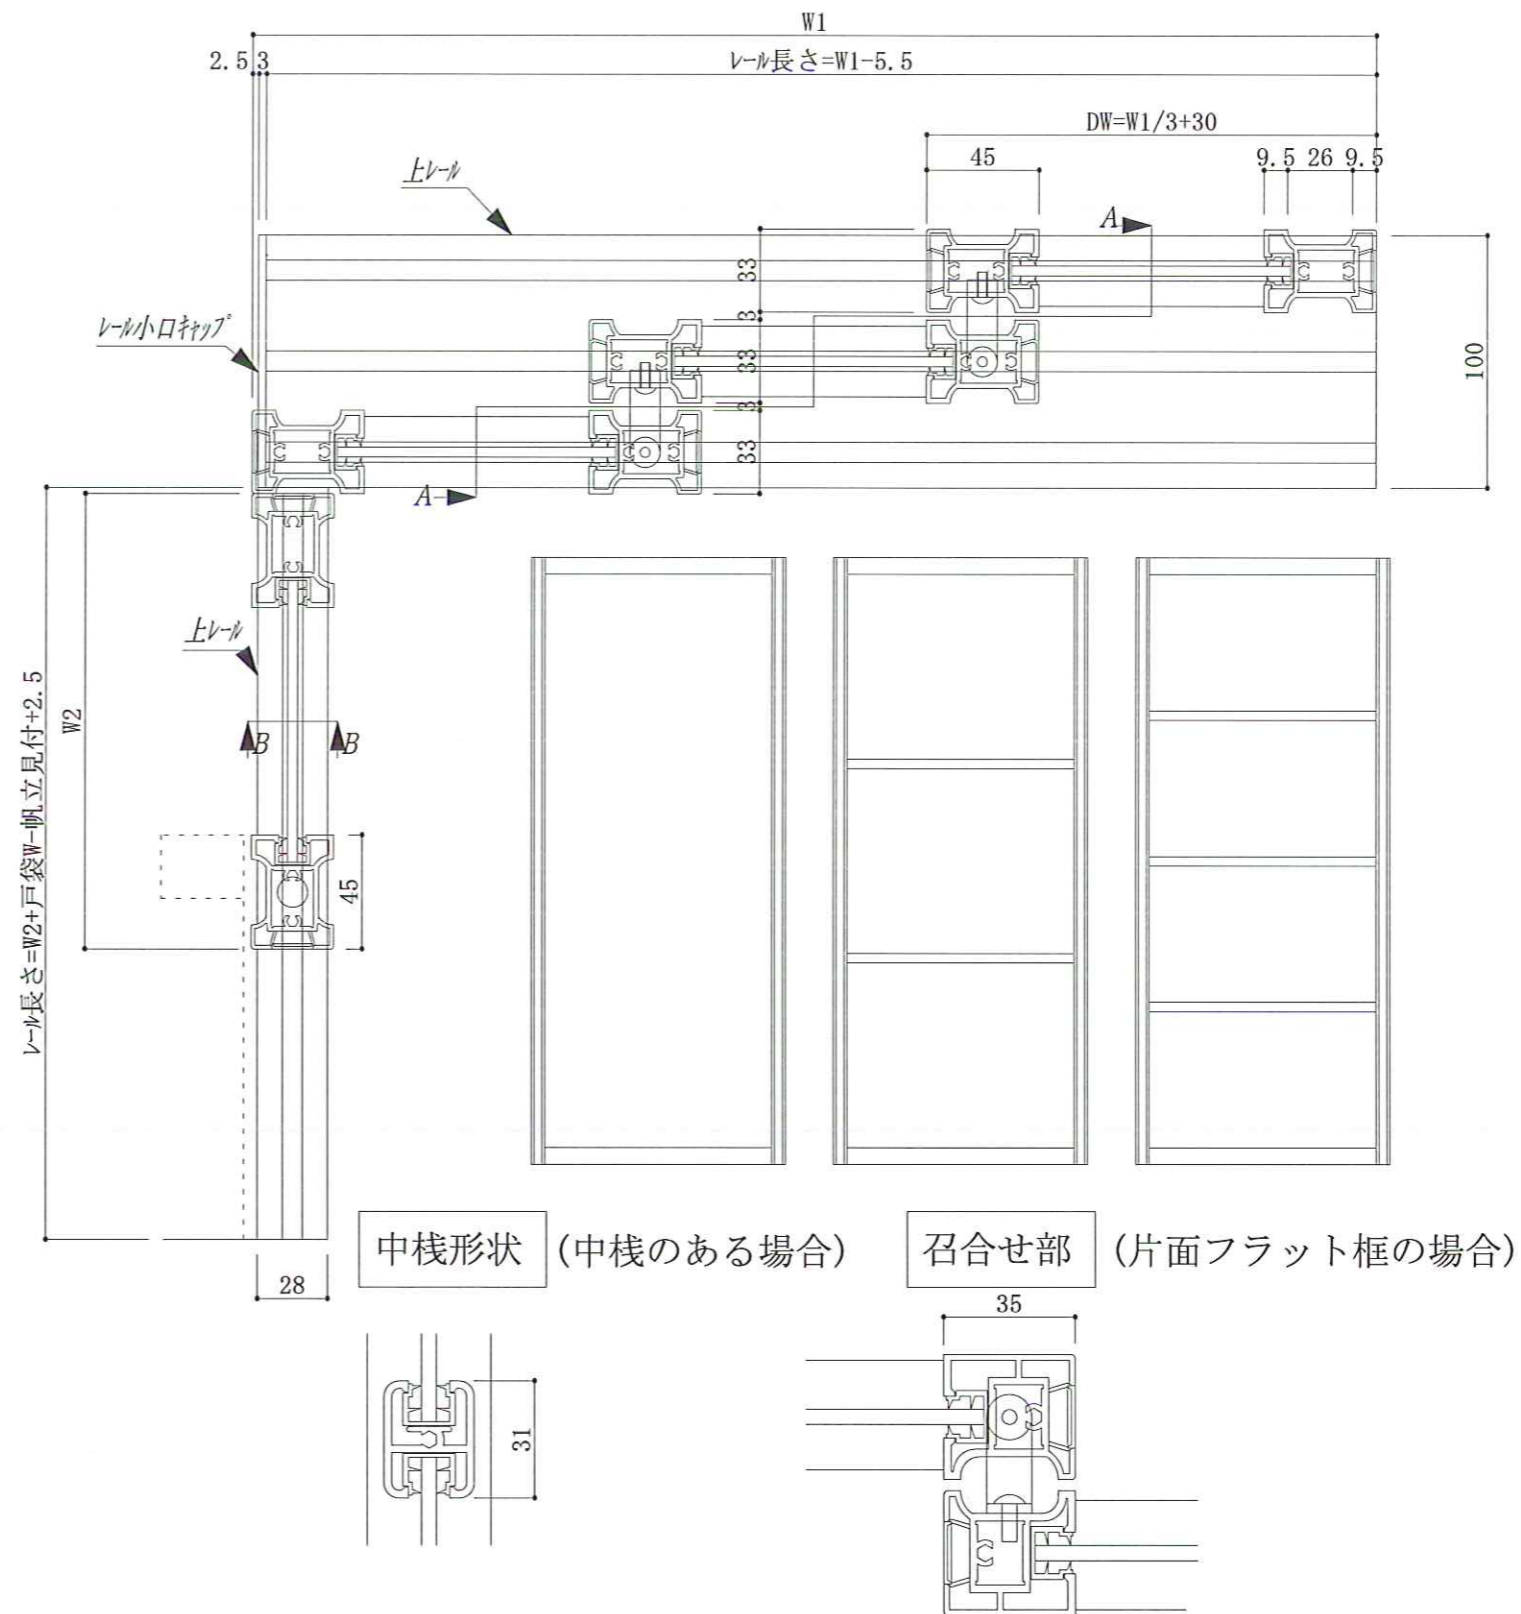 W1
2.5 3
レール長さ=W1-5.5
DW=W1/3+30
45
9.5 26 9.5
上レール
A
33
3
33
3
33
100
レール小口キャップ
A
上レール
W2
レール長さ=W2+戸袋W-帆立見付+2.5
B B
45
28
中桟形状 (中桟のある場合)
召合せ部 (片面フラット框の場合)
35
31